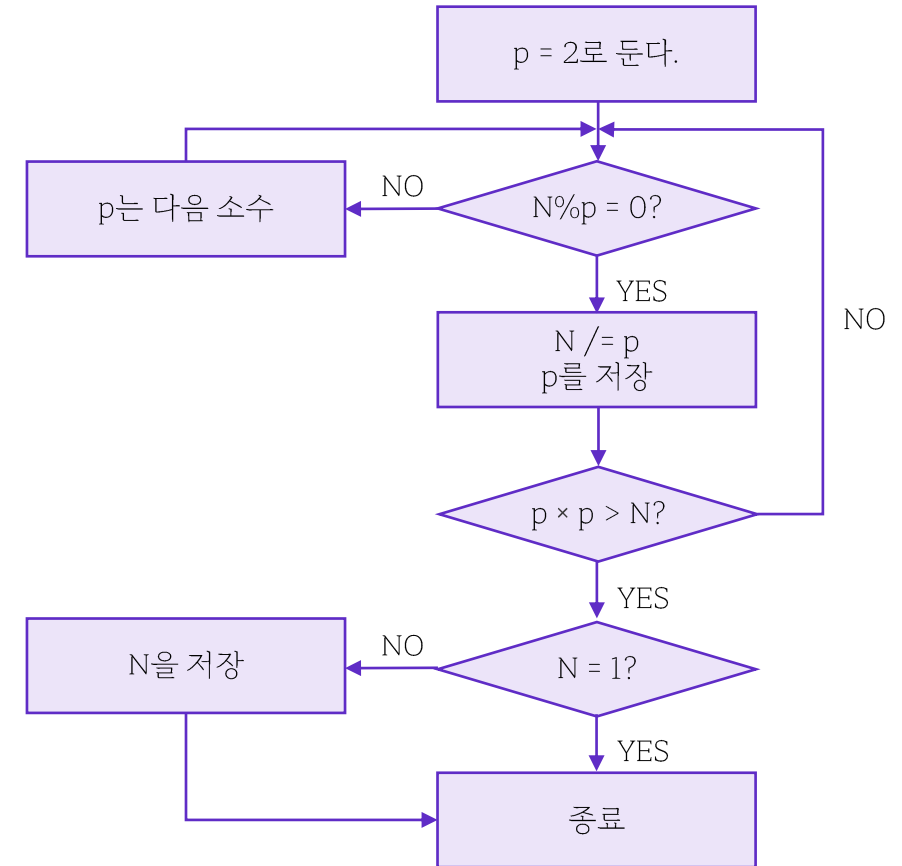 p = 2로 둔다.
NO
N%p = 0?
p는 다음 소수
YES
N /= p
p를 저장
NO
p × p > N?
YES
NO
N = 1?
N을 저장
YES
종료